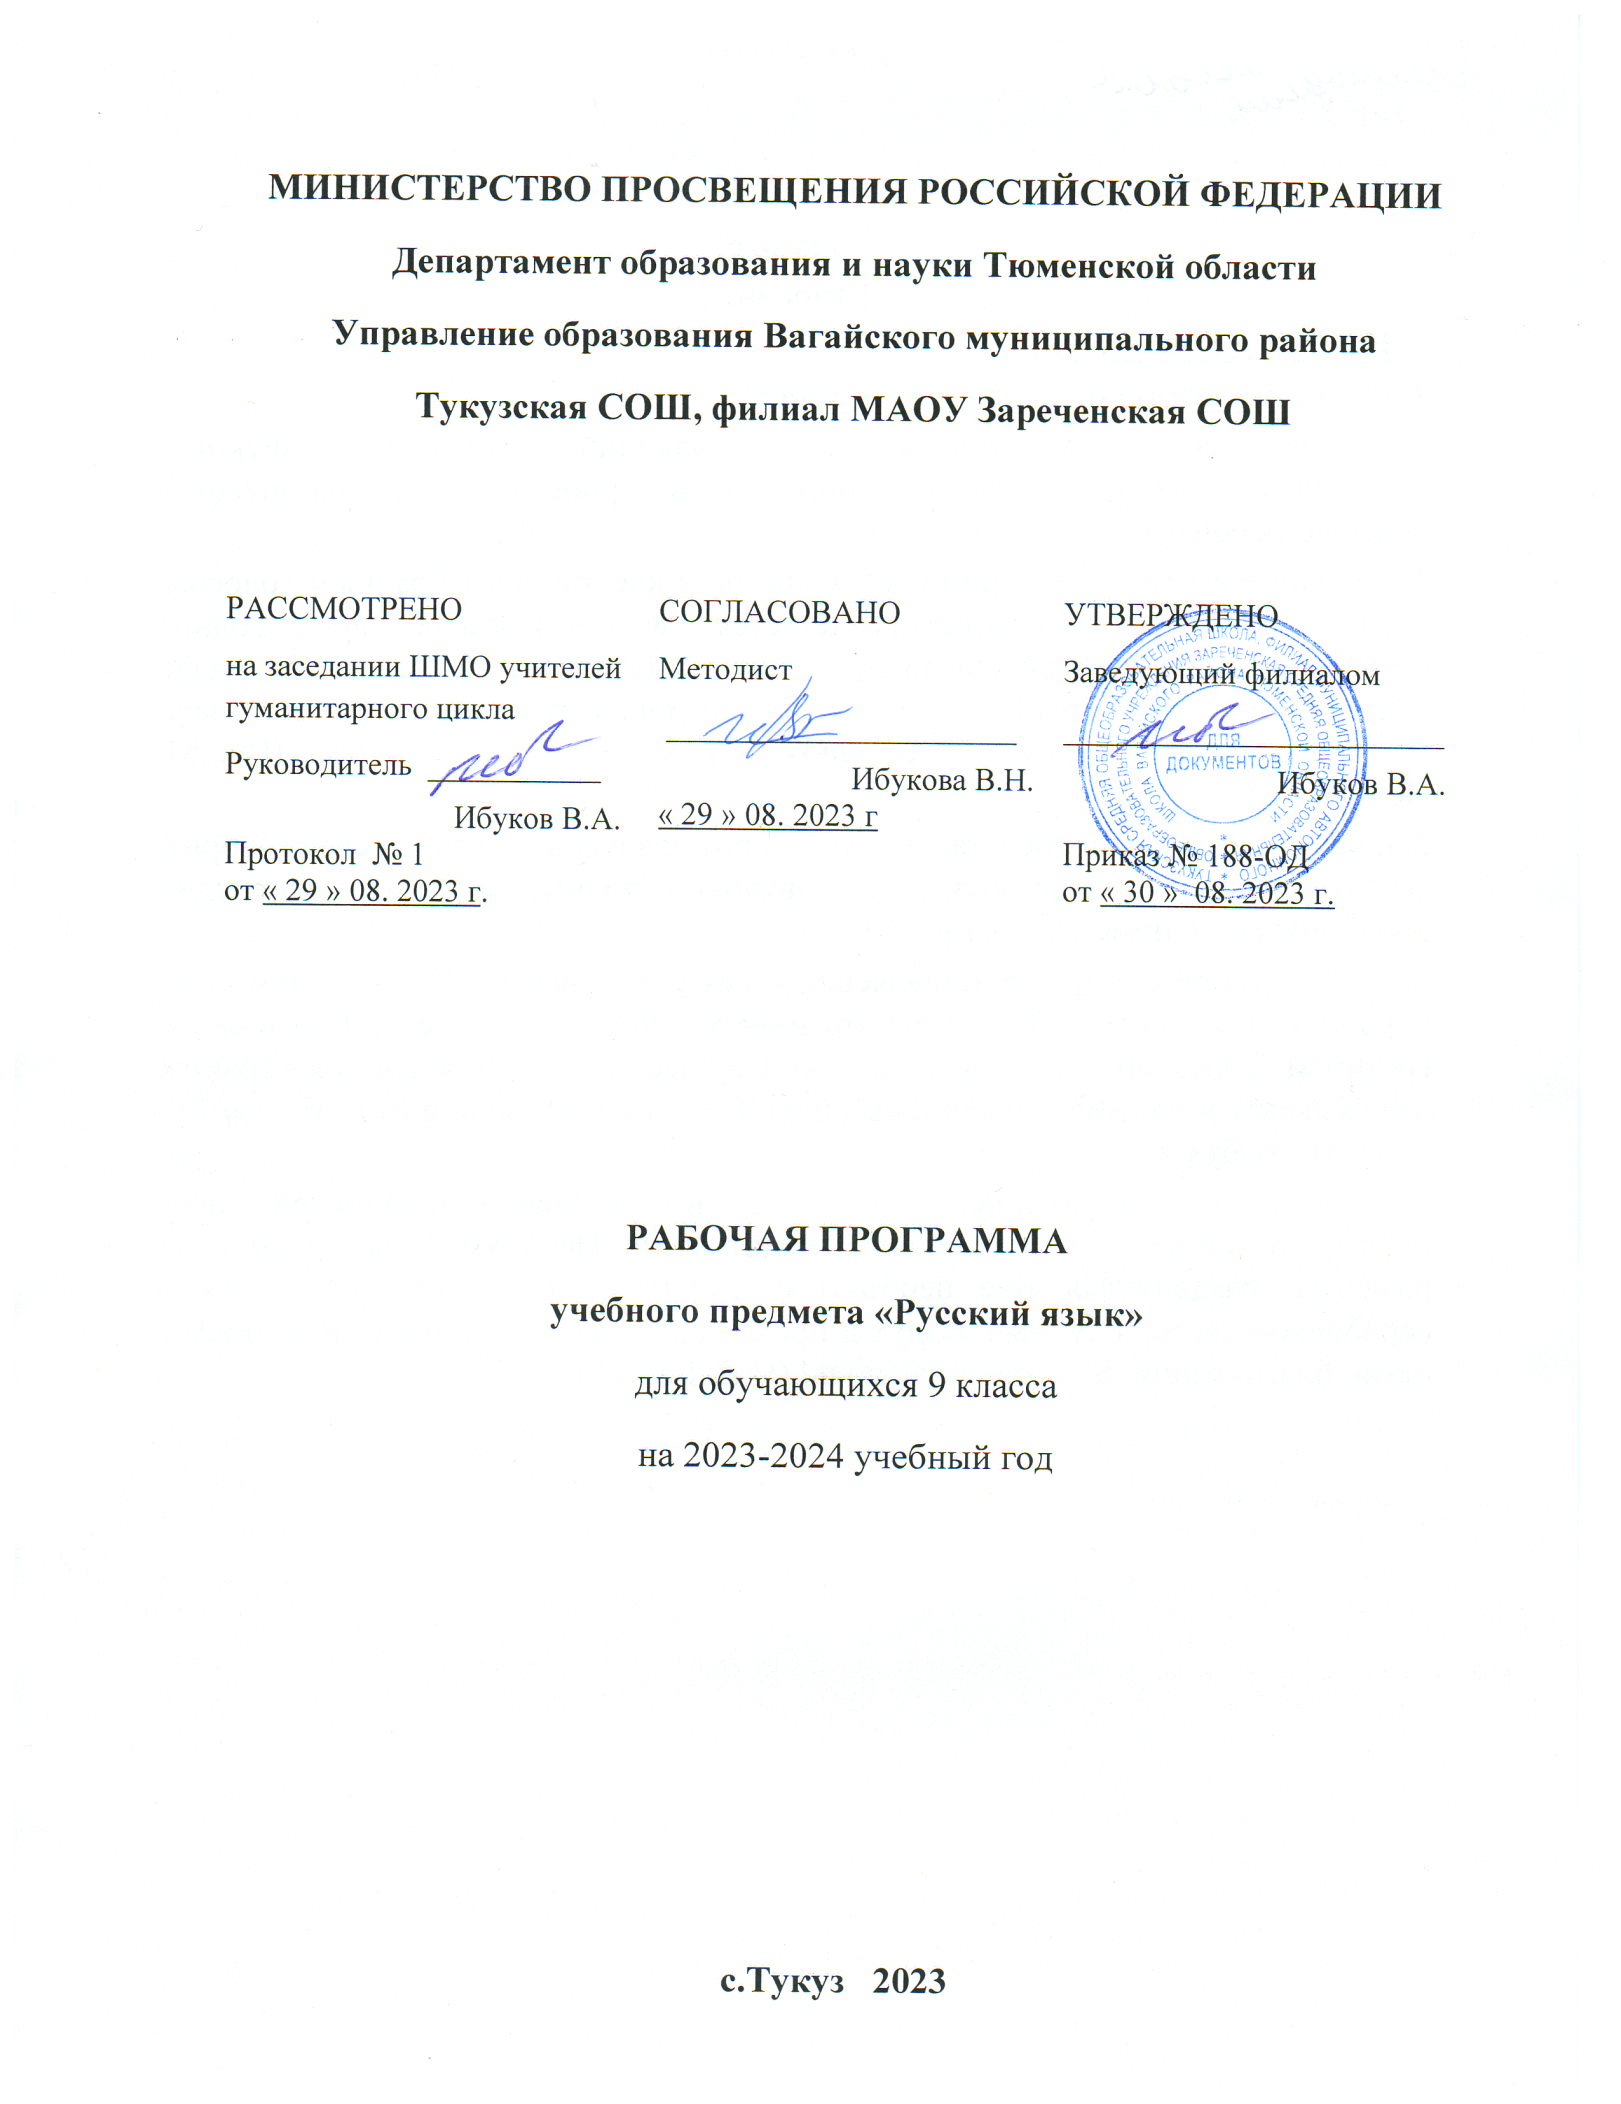 МИНИСТЕРСТВО ПРОСВЕЩЕНИЯ РОССИЙСКОЙ ФЕДЕРАЦИИ
Департамент образования и науки Тюменской области
Управление образования Вагайского муниципального района
Тукузская СОШ, филиал МАОУ Зареченская СОШ
РАССМОТРЕНО
на заседании ШМО учителей
гуманитарного цикла
Руководитель
Ибуков В.А.
Протокол № 1
от « 29 » 08. 2023 г.
СОГЛАСОВАНО
Методист
Ибукова В.Н.
« 29 » 08. 2023 г
УТВЕРЖДЕНО
Заведующий филиалом
Ибуков В.А.
Приказ № 188-ОД
от « 30 » 08. 2023 г.
ДЛЯ
ДОКУМЕНТОВ
РАБОЧАЯ ПРОГРАММА
учебного предмета «Русский язык»
для обучающихся 9 класса
на 2023-2024 учебный год
с.Тукуз 2023